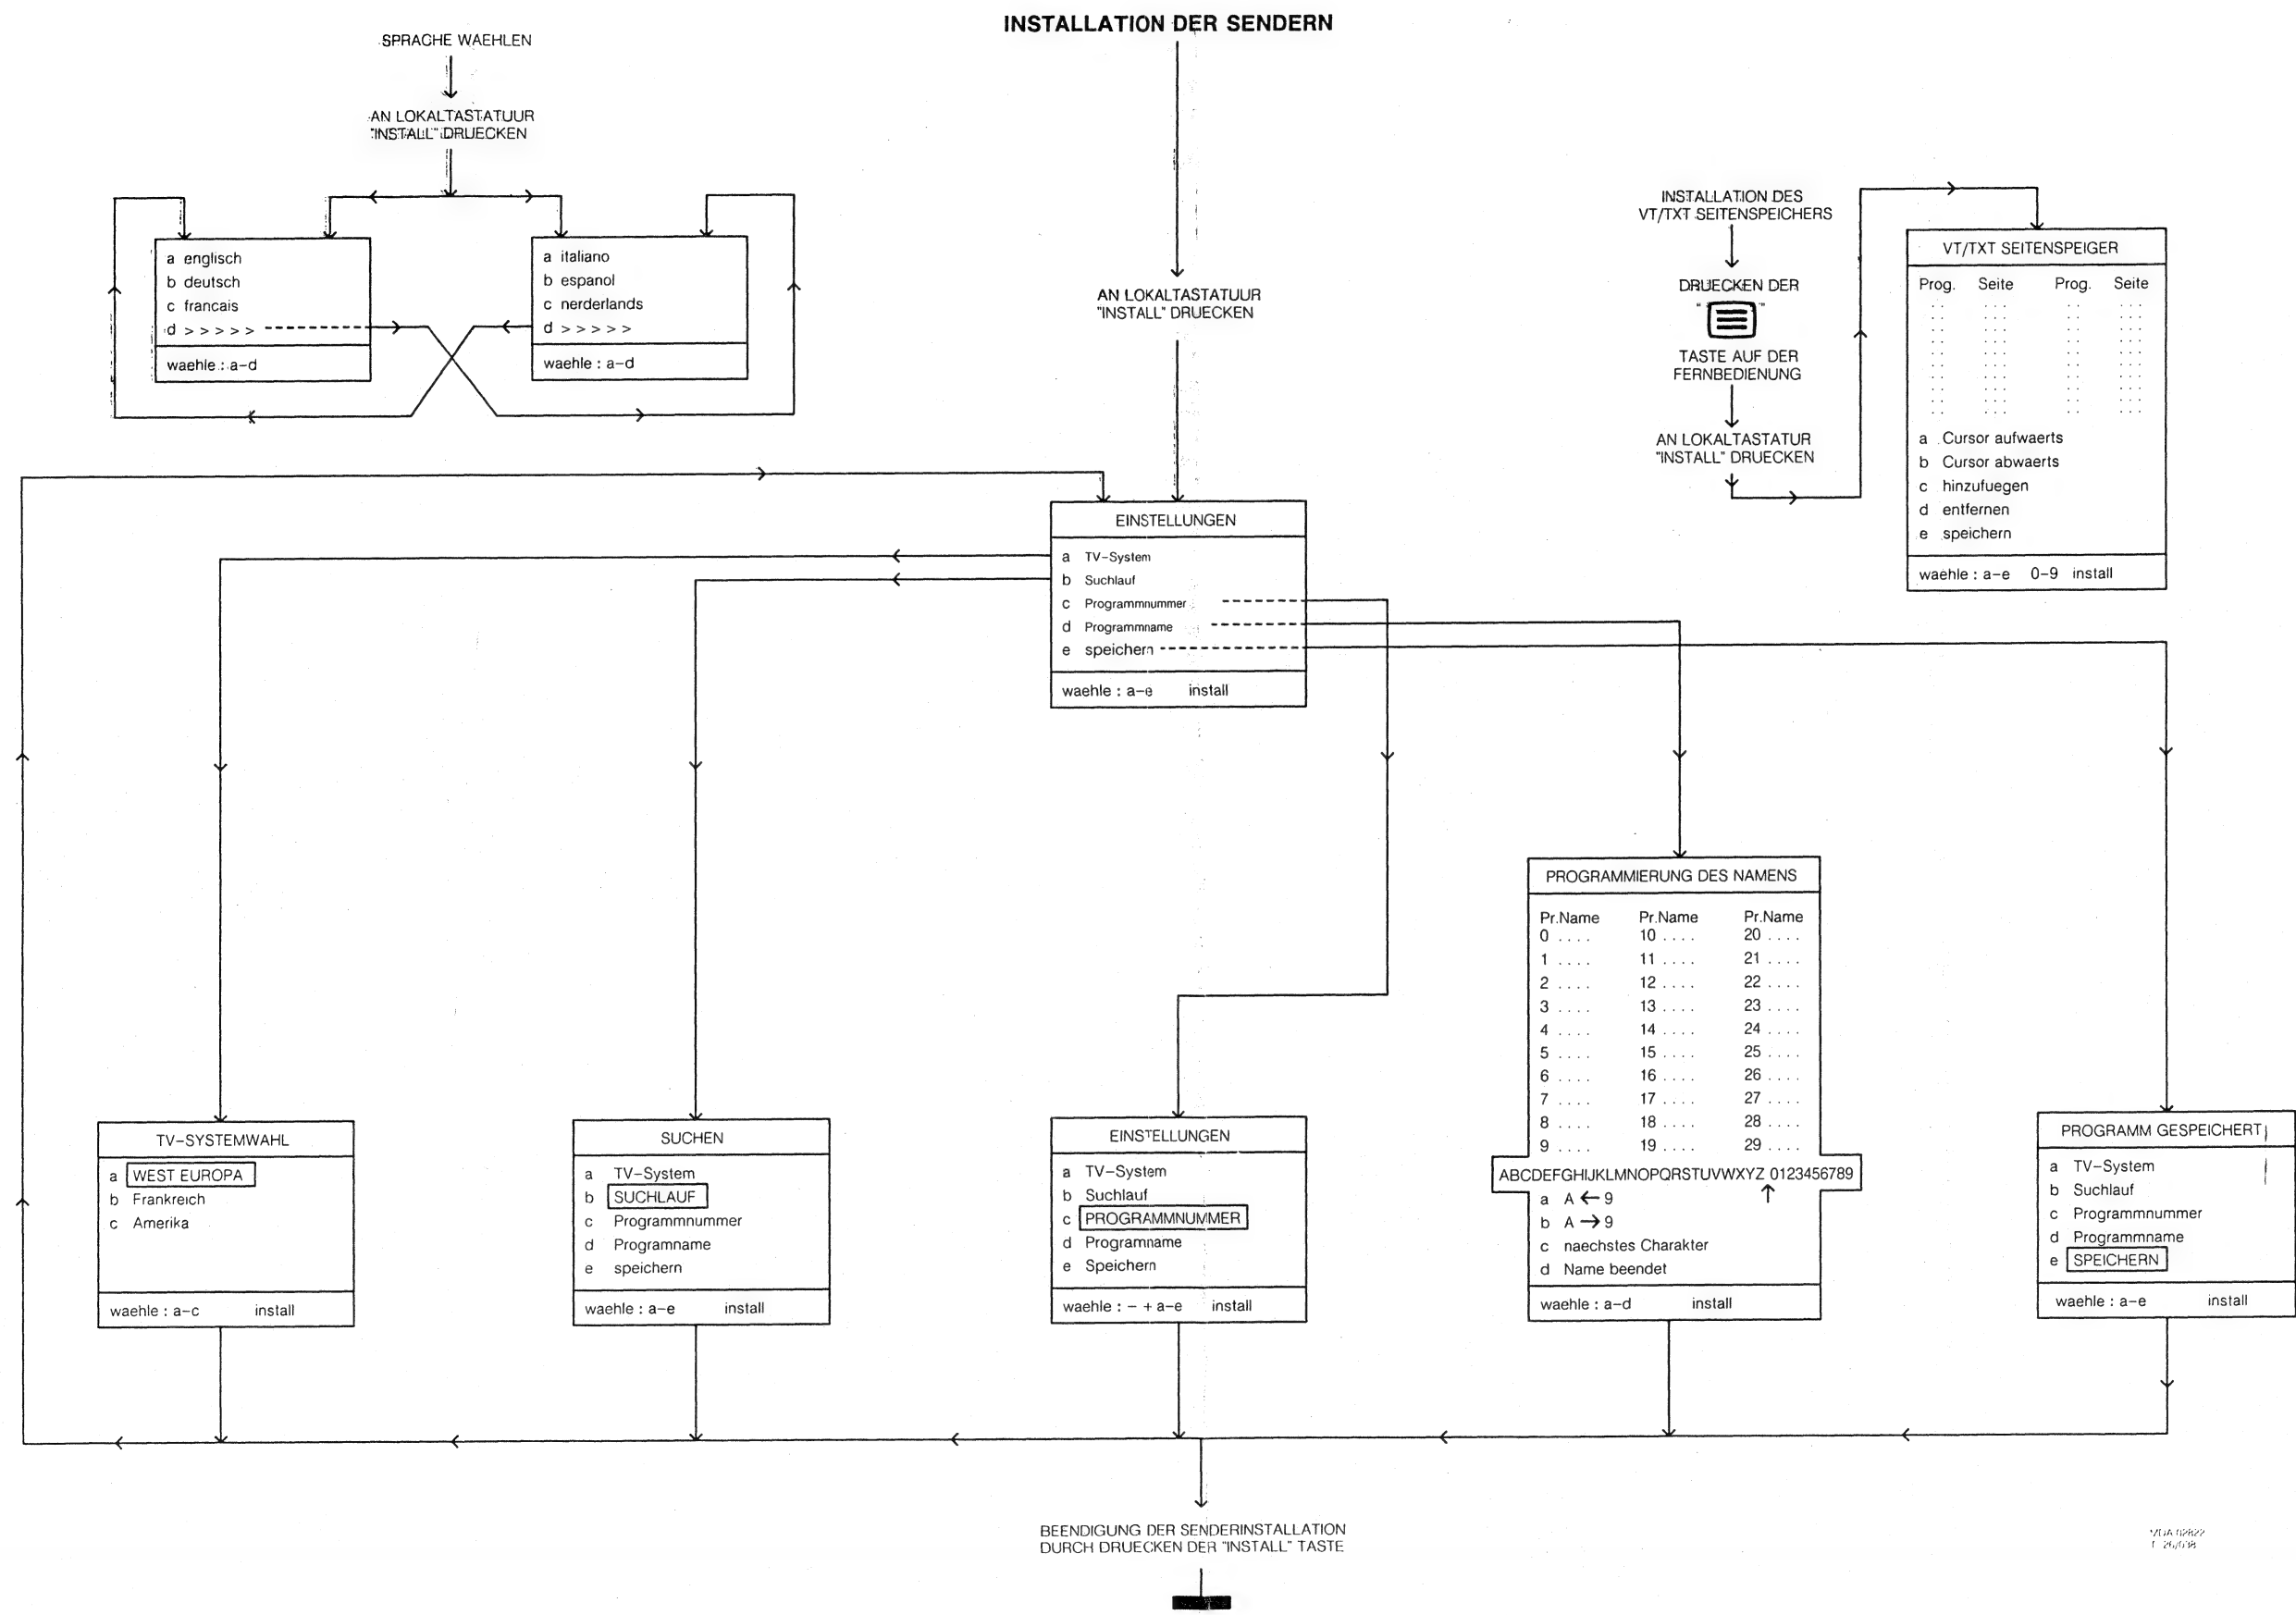 INSTALLATION DER SENDERN
SPRACHE WAEHLEN
AN LOKALTASTATUUR
"INSTALL" DRUECKEN
a englisch
b deutsch
c francais
d > > > > >
waehle : a-d
a italiano
b espanol
c nerderlands
d > > > > >
waehle : a-d
AN LOKALTASTATUUR
"INSTALL" DRUECKEN
INSTALLATION DES
VT/TXT SEITENSPEICHERS
DRUECKEN DER
" "
TASTE AUF DER
FERNBEDIENUNG
AN LOKALTASTATUR
"INSTALL" DRUECKEN
VT/TXT SEITENSPEIGER
Prog. Seite Prog. Seite
. . . . . . . . . .
. . . . . . . . . .
. . . . . . . . . .
. . . . . . . . . .
. . . . . . . . . .
. . . . . . . . . .
. . . . . . . . . .
. . . . . . . . . .
. . . . . . . . . .
. . . . . . . . . .
a Cursor aufwaerts
b Cursor abwaerts
c hinzufuegen
d entfernen
e speichern
waehle : a-e 0-9 install
EINSTELLUNGEN
a TV-System
b Suchlauf
c Programmnummer
d Programmname
e speichern
waehle : a-e install
TV-SYSTEMWAHL
a WEST EUROPA
b Frankreich
c Amerika
waehle : a-c install
SUCHEN
a TV-System
b SUCHLAUF
c Programmnummer
d Programname
e speichern
waehle : a-e install
EINSTELLUNGEN
a TV-System
b Suchlauf
c PROGRAMMNUMMER
d Programname
e Speichern
waehle : - + a-e install
PROGRAMMIERUNG DES NAMENS
Pr.Name Pr.Name Pr.Name
0 . . . . 10 . . . . 20 . . . .
1 . . . . 11 . . . . 21 . . . .
2 . . . . 12 . . . . 22 . . . .
3 . . . . 13 . . . . 23 . . . .
4 . . . . 14 . . . . 24 . . . .
5 . . . . 15 . . . . 25 . . . .
6 . . . . 16 . . . . 26 . . . .
7 . . . . 17 . . . . 27 . . . .
8 . . . . 18 . . . . 28 . . . .
9 . . . . 19 . . . . 29 . . . .
ABCDEFGHIJKLMNOPQRSTUVWXYZ 0123456789
a A ← 9
b A → 9
c naechstes Charakter
d Name beendet
waehle : a-d install
PROGRAMM GESPEICHERT
a TV-System
b Suchlauf
c Programmnummer
d Programmname
e SPEICHERN
waehle : a-e install
BEENDIGUNG DER SENDERINSTALLATION
DURCH DRUECKEN DER "INSTALL" TASTE